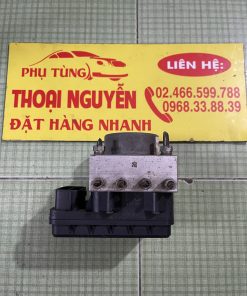 PHỤ TÙNG
THOẠI NGUYỄN
ĐẶT HÀNG NHANH
LIÊN HỆ:
02.466.599.788
0968.33.88.39